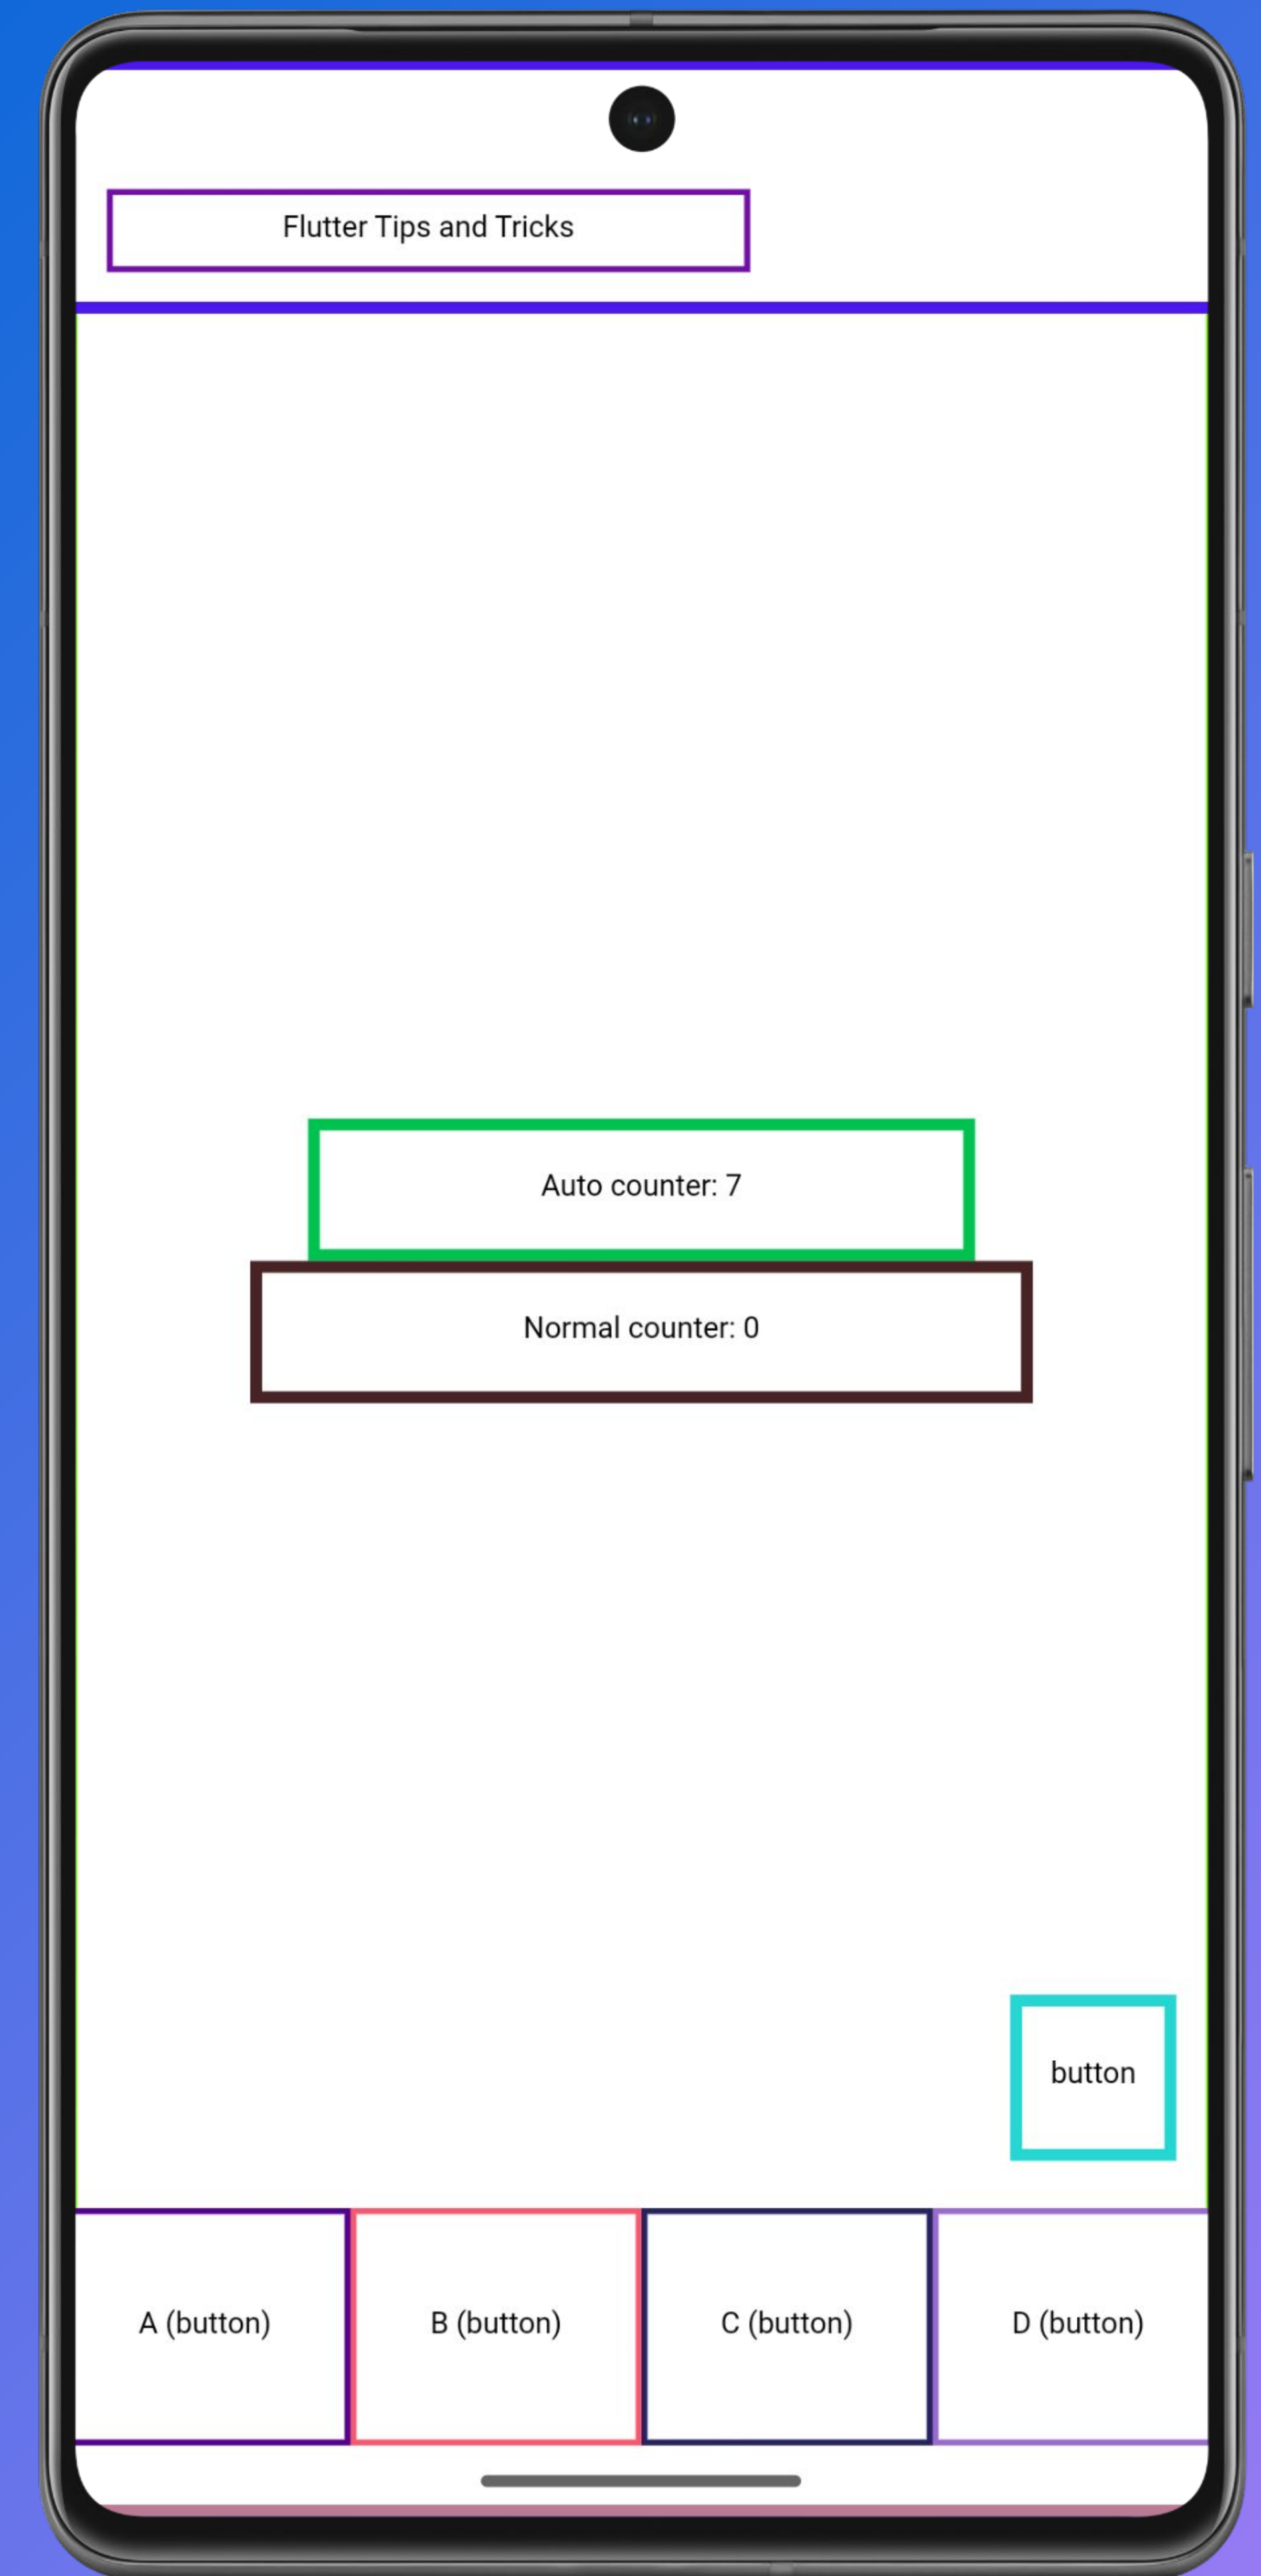 Flutter Tips and Tricks
Auto counter: 7
Normal counter: 0
button
A (button) B (button) C (button) D (button)